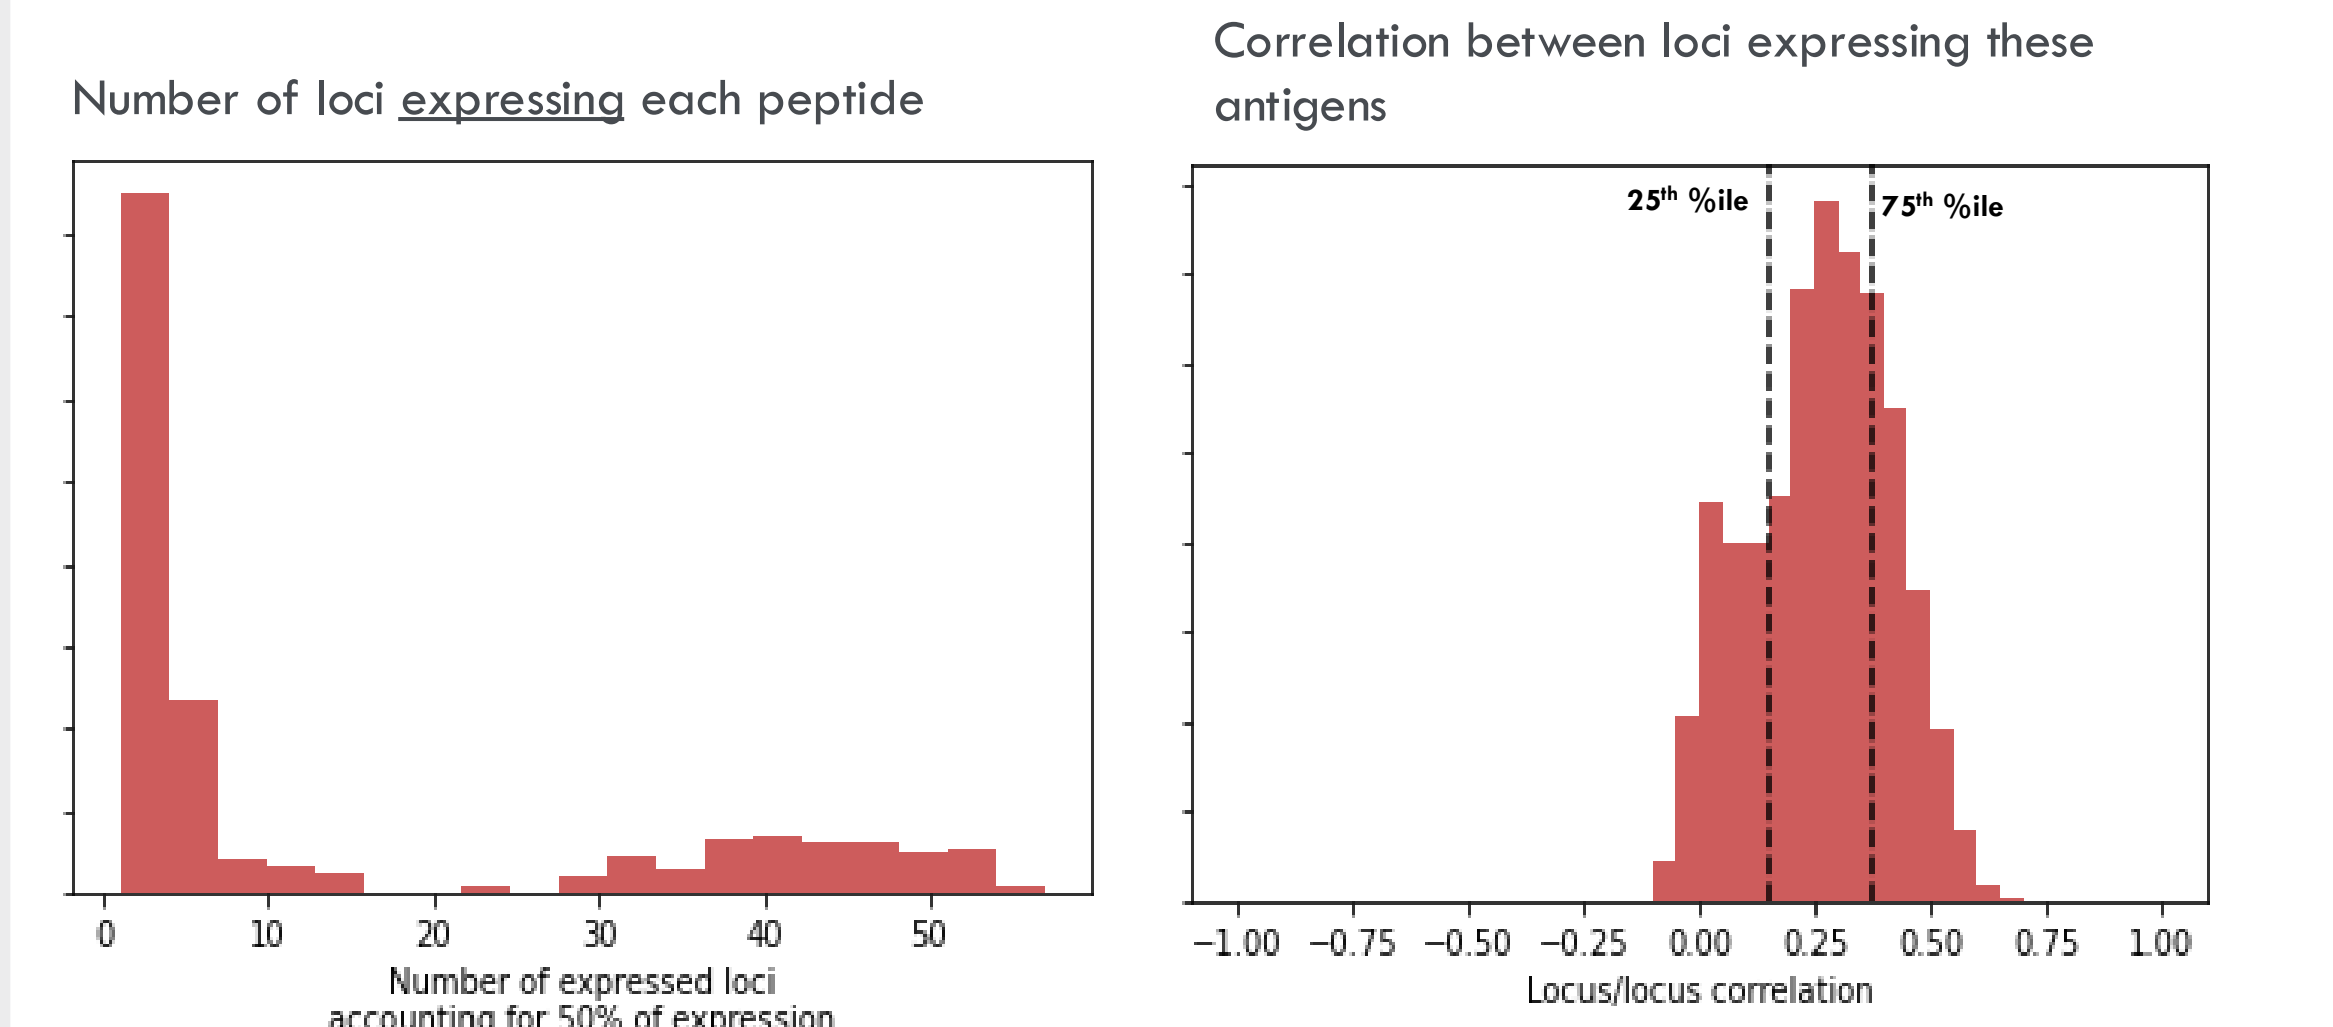 Number of loci expressing each peptide
0 10 20 30 40 50
Number of expressed loci
accounting for 50% of expression
Correlation between loci expressing these
antigens
25th %ile 75th %ile
−1.00 −0.75 −0.50 −0.25 0.00 0.25 0.50 0.75 1.00
Locus/locus correlation